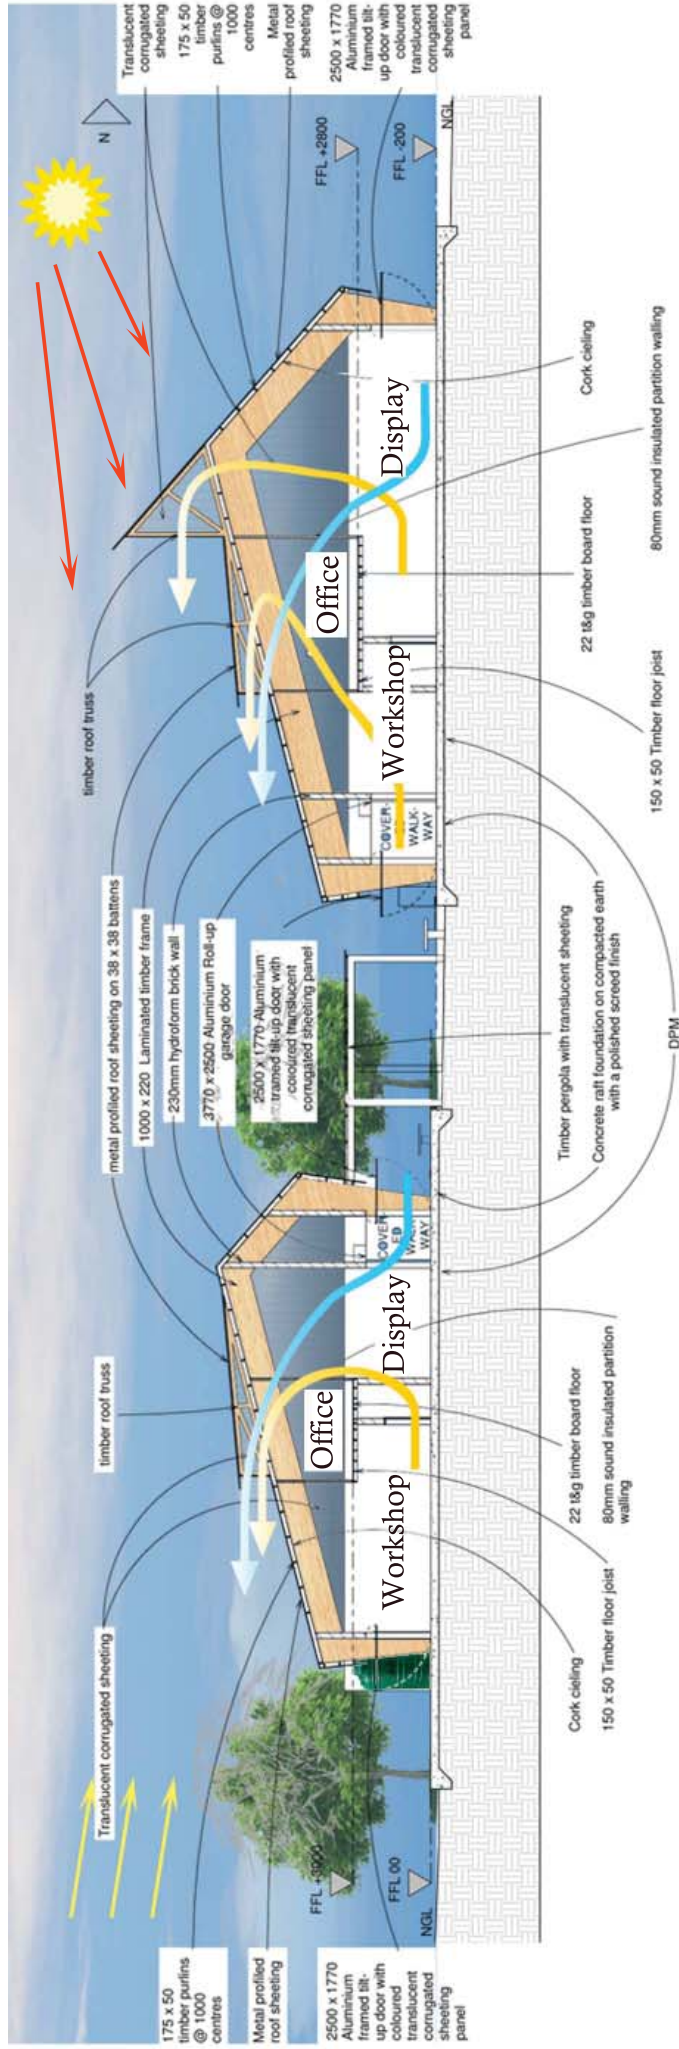 Translucent
corrugated
sheeting
175 x 50
timber
purlins @
1000
centres
Metal
profiled roof
sheeting
2500 x 1770
Aluminium
framed tilt-
up door with
coloured
translucent
corrugated
sheeting
panel
N
FFL +2800
FFL -200
NGL
timber roof truss
metal profiled roof sheeting on 38 x 38 battens
1000 x 220 Laminated timber frame
230mm hydroform brick wall
3770 x 2500 Aluminium Roll-up
garage door
2500 x 1770 Aluminium
framed tilt-up door with
coloured translucent
corrugated sheeting panel
Display
Office
Workshop
COVER-
WALK-
WAY
Cork cieling
80mm sound insulated partition walling
22 t&g timber board floor
150 x 50 Timber floor joist
Timber pergola with translucent sheeting
Concrete raft foundation on compacted earth
with a polished screed finish
DPM
timber roof truss
Translucent corrugated sheeting
COVER-
ED
WALK-
WAY
Display
Office
Workshop
22 t&g timber board floor
80mm sound insulated partition
walling
Cork cieling
150 x 50 Timber floor joist
FFL +3900
FFL 00
NGL
175 x 50
timber purlins
@ 1000
centres
Metal profiled
roof sheeting
2500 x 1770
Aluminium
framed tilt-
up door with
coloured
translucent
corrugated
sheeting
panel